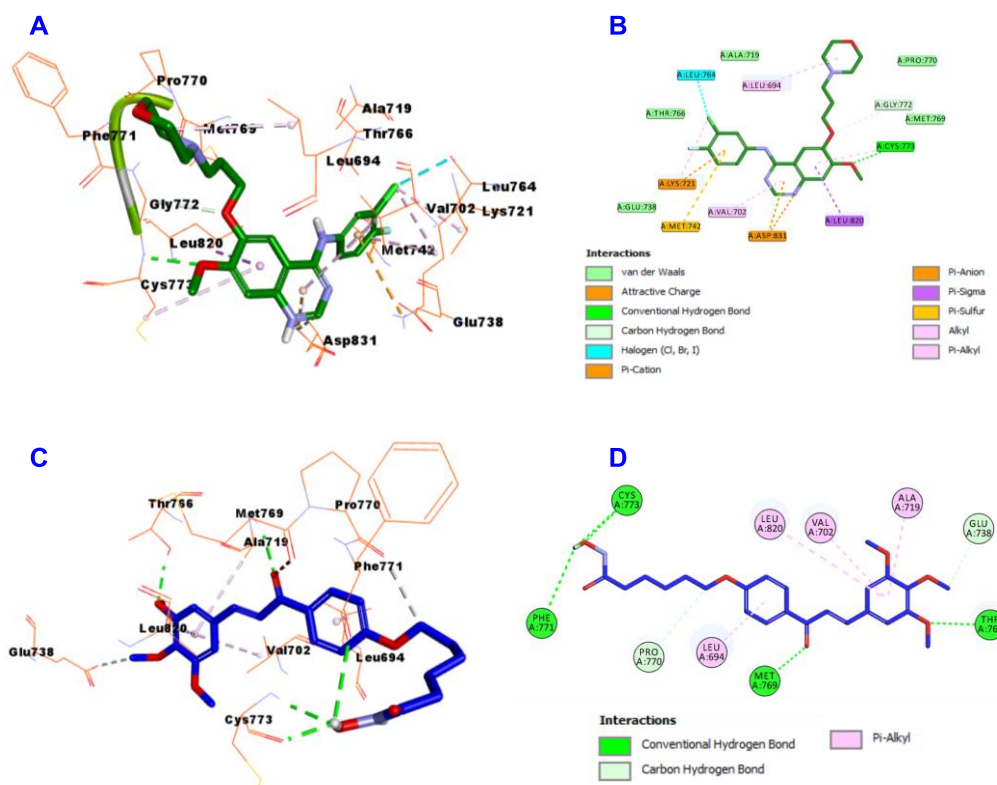 A
Pro770
Phe771
Met769
Ala719
Thr766
Leu694
Gly772
Leu764
Val702
Lys721
Leu820
Met742
Cys773
Glu738
Asp831
B
A:ALA:719
A:LEU:764
A:LEU:694
A:PRO:770
A:GLY:772
A:THR:766
A:MET:769
A:CYS:773
A:LYS:721
A:GLU:738
A:VAL:702
A:LEU:820
A:MET:742
A:ASP:831
Interactions
van der Waals
Attractive Charge
Conventional Hydrogen Bond
Carbon Hydrogen Bond
Halogen (Cl, Br, I)
Pi-Cation
Pi-Anion
Pi-Sigma
Pi-Sulfur
Alkyl
Pi-Alkyl
C
Thr766
Met769
Pro770
Ala719
Phe771
Leu820
Glu738
Val702
Leu694
Cys773
D
CYS
A:773
LEU
A:820
VAL
A:702
ALA
A:719
GLU
A:738
PHE
A:771
PRO
A:770
LEU
A:694
MET
A:769
Interactions
Conventional Hydrogen Bond
Carbon Hydrogen Bond
Pi-Alkyl